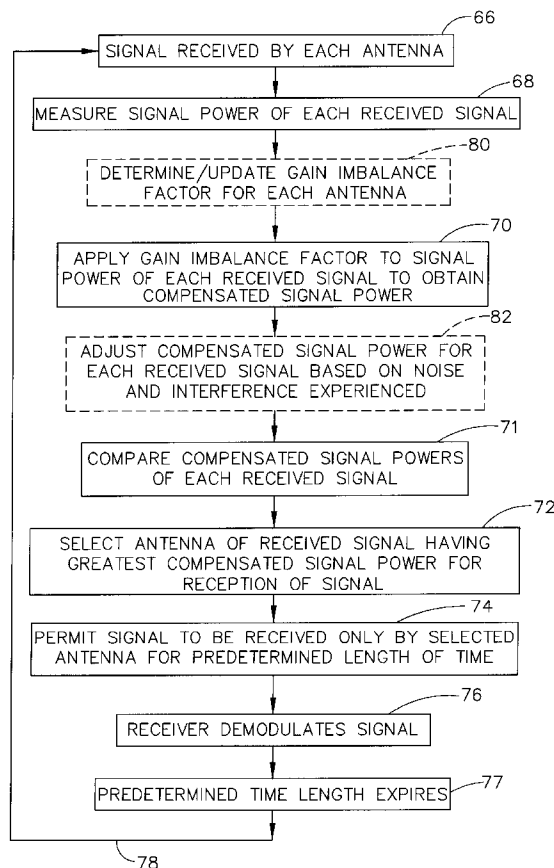 66
SIGNAL RECEIVED BY EACH ANTENNA
68
MEASURE SIGNAL POWER OF EACH RECEIVED SIGNAL
80
DETERMINE/UPDATE GAIN IMBALANCE
FACTOR FOR EACH ANTENNA
70
APPLY GAIN IMBALANCE FACTOR TO SIGNAL
POWER OF EACH RECEIVED SIGNAL TO OBTAIN
COMPENSATED SIGNAL POWER
82
ADJUST COMPENSATED SIGNAL POWER FOR
EACH RECEIVED SIGNAL BASED ON NOISE
AND INTERFERENCE EXPERIENCED
71
COMPARE COMPENSATED SIGNAL POWERS
OF EACH RECEIVED SIGNAL
72
SELECT ANTENNA OF RECEIVED SIGNAL HAVING
GREATEST COMPENSATED SIGNAL POWER FOR
RECEPTION OF SIGNAL
74
PERMIT SIGNAL TO BE RECEIVED ONLY BY SELECTED
ANTENNA FOR PREDETERMINED LENGTH OF TIME
76
RECEIVER DEMODULATES SIGNAL
77
PREDETERMINED TIME LENGTH EXPIRES
78